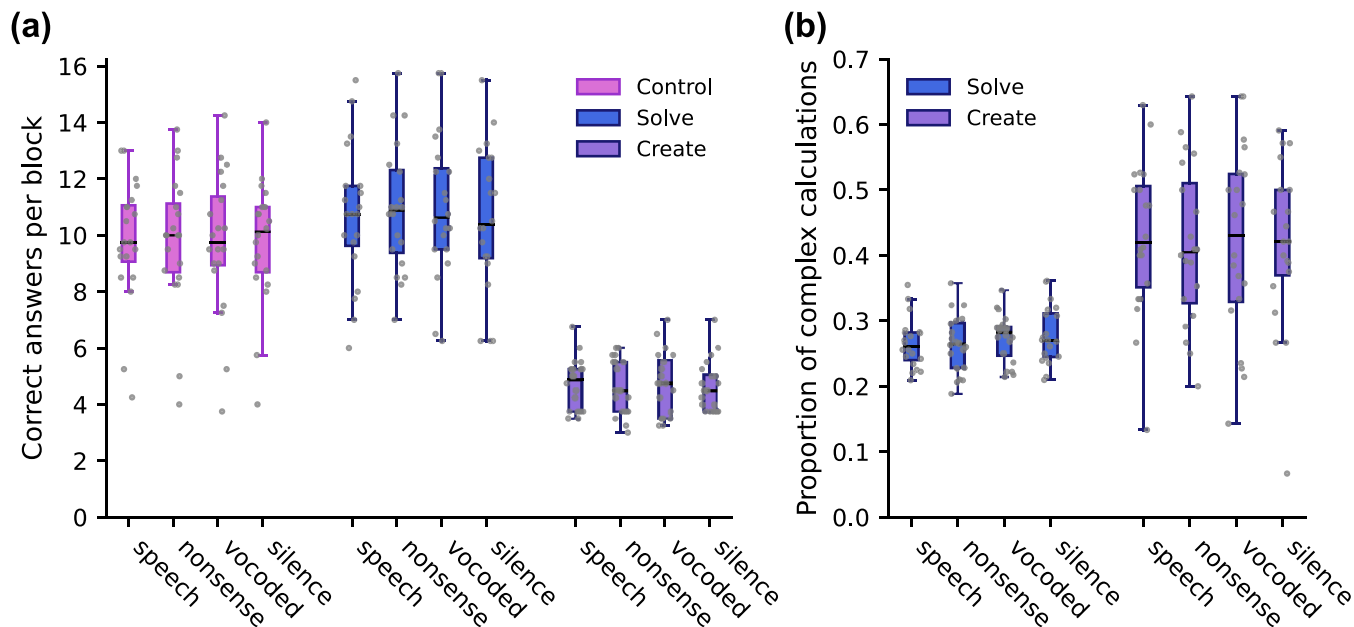 (a)
Correct answers per block
16
14
12
10
8
6
4
2
0
Control
Solve
Create
speech
nonsense
vocoded
silence
speech
nonsense
vocoded
silence
speech
nonsense
vocoded
silence
(b)
Proportion of complex calculations
0.7
0.6
0.5
0.4
0.3
0.2
0.1
0.0
Solve
Create
speech
nonsense
vocoded
silence
speech
nonsense
vocoded
silence